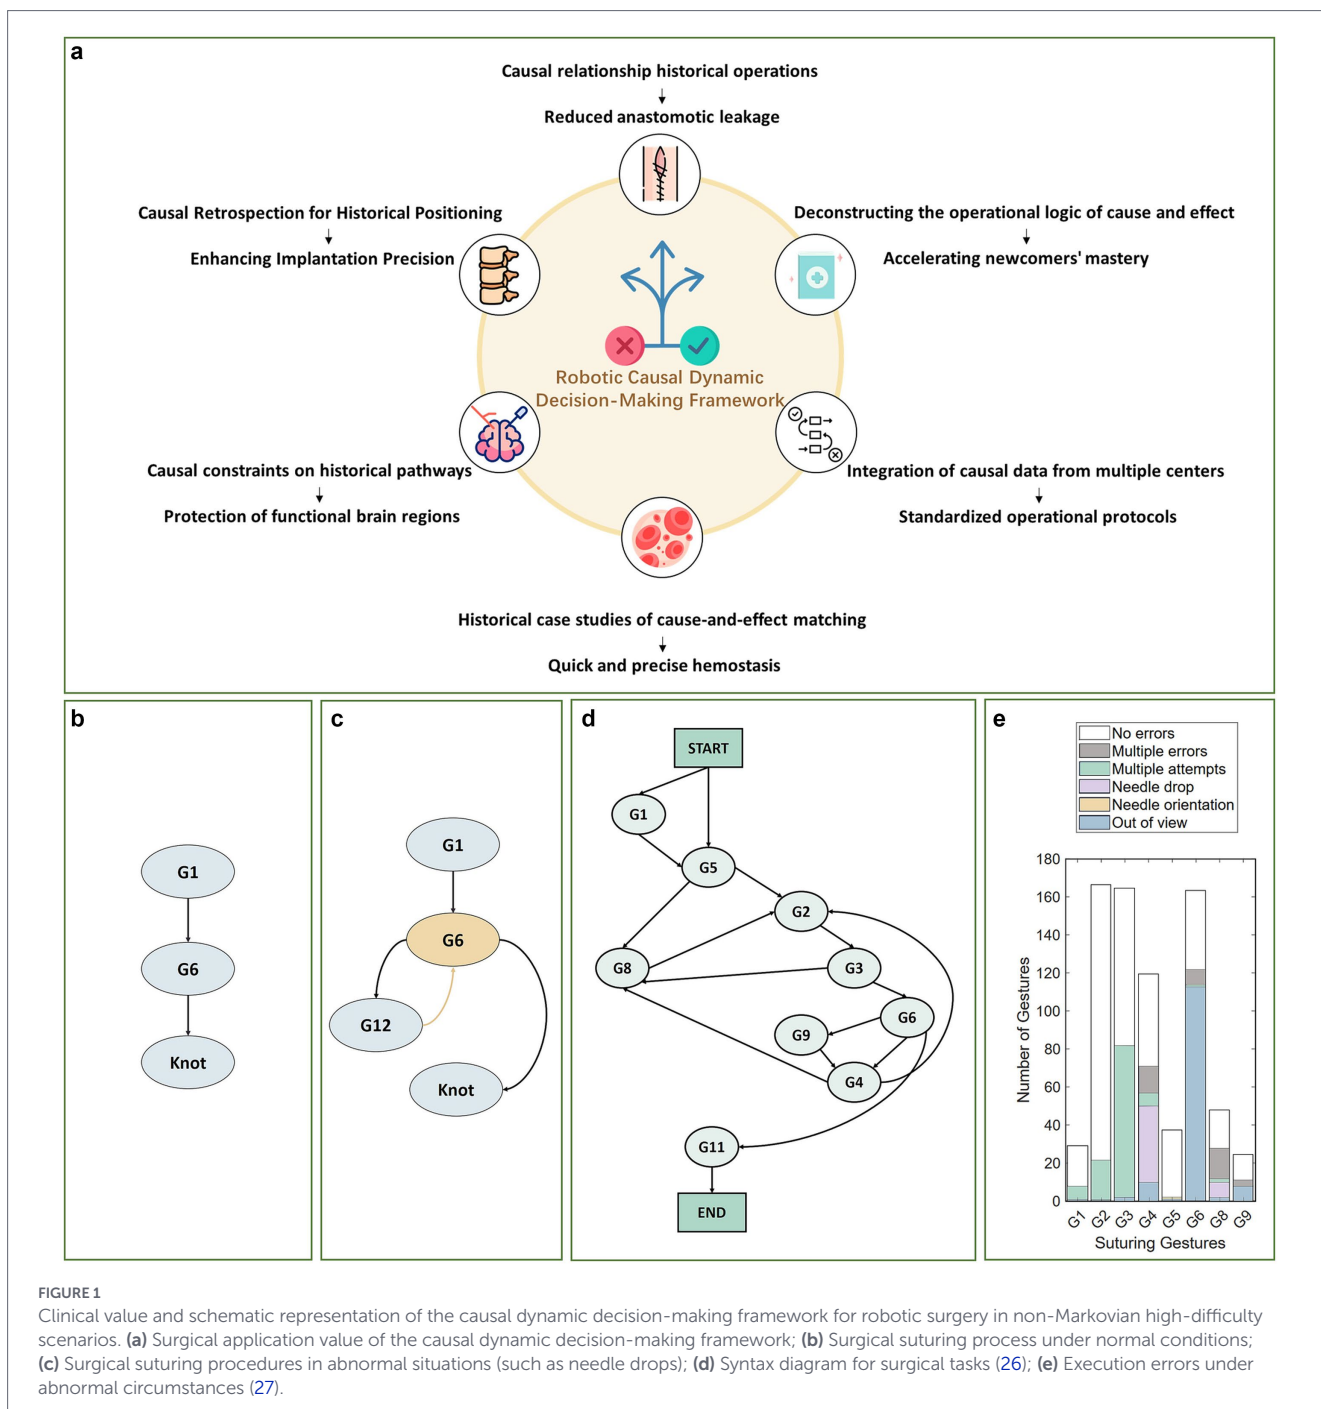 a
Causal relationship historical operations
Reduced anastomotic leakage
Causal Retrospection for Historical Positioning
Enhancing Implantation Precision
Deconstructing the operational logic of cause and effect
Accelerating newcomers' mastery
Robotic Causal Dynamic
Decision-Making Framework
Causal constraints on historical pathways
Protection of functional brain regions
Integration of causal data from multiple centers
Standardized operational protocols
Historical case studies of cause-and-effect matching
Quick and precise hemostasis
b
G1
G6
Knot
c
G1
G6
G12
Knot
d
START
G1
G5
G2
G8
G3
G6
G9
G4
G11
END
e
No errors
Multiple errors
Multiple attempts
Needle drop
Needle orientation
Out of view
Number of Gestures
180
160
140
120
100
80
60
40
20
0
G1 G2 G3 G4 G5 G6 G8 G9
Suturing Gestures
FIGURE 1
Clinical value and schematic representation of the causal dynamic decision-making framework for robotic surgery in non-Markovian high-difficulty
scenarios. (a) Surgical application value of the causal dynamic decision-making framework; (b) Surgical suturing process under normal conditions;
(c) Surgical suturing procedures in abnormal situations (such as needle drops); (d) Syntax diagram for surgical tasks (26); (e) Execution errors under
abnormal circumstances (27).